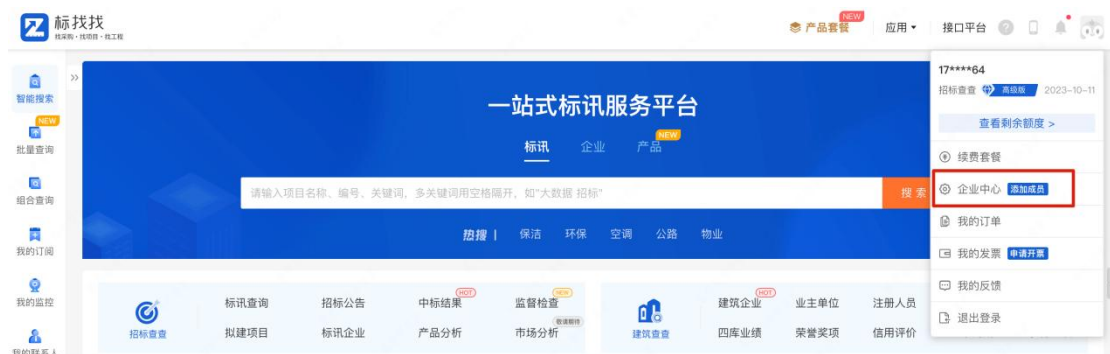 标找找
找采购·找项目·找工程
NEW
产品套餐
应用
接口平台
智能搜索
NEW
批量查询
组合查询
我的订阅
我的监控
我的联系人
一站式标讯服务平台
标讯 企业 产品 NEW
请输入项目名称、编号、关键词，多关键词用空格隔开，如"大数据 招标"
搜索
热搜 | 保洁 环保 空调 公路 物业
招标查查
标讯查询 招标公告 中标结果 HOT 监督检查 NEW
拟建项目 标讯企业 产品分析 市场分析 敬请期待
建筑查查
建筑企业 HOT 业主单位 注册人员
四库业绩 荣誉奖项 信用评价
17****64
招标查查 高级版 2023-10-11
查看剩余额度 >
续费套餐
企业中心 添加成员
我的订单
我的发票 申请开票
我的反馈
退出登录